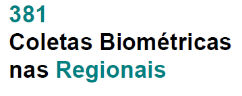 381
Coletas Biométricas
nas Regionais